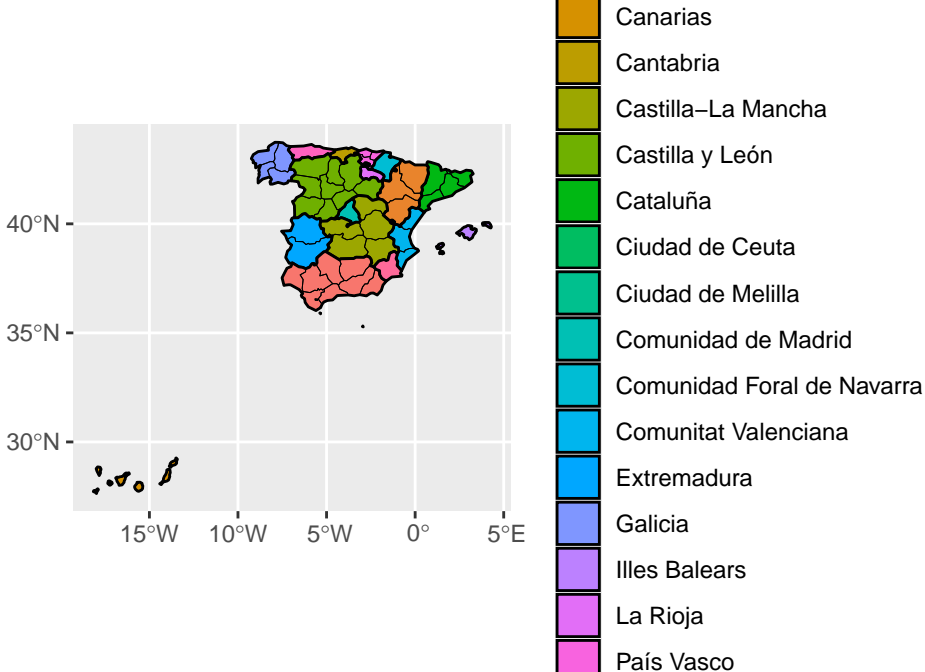 Canarias
Cantabria
Castilla−La Mancha
Castilla y León
Cataluña
Ciudad de Ceuta
Ciudad de Melilla
Comunidad de Madrid
Comunidad Foral de Navarra
Comunitat Valenciana
Extremadura
Galicia
Illes Balears
La Rioja
País Vasco
40°N
35°N
30°N
15°W 10°W 5°W 0° 5°E